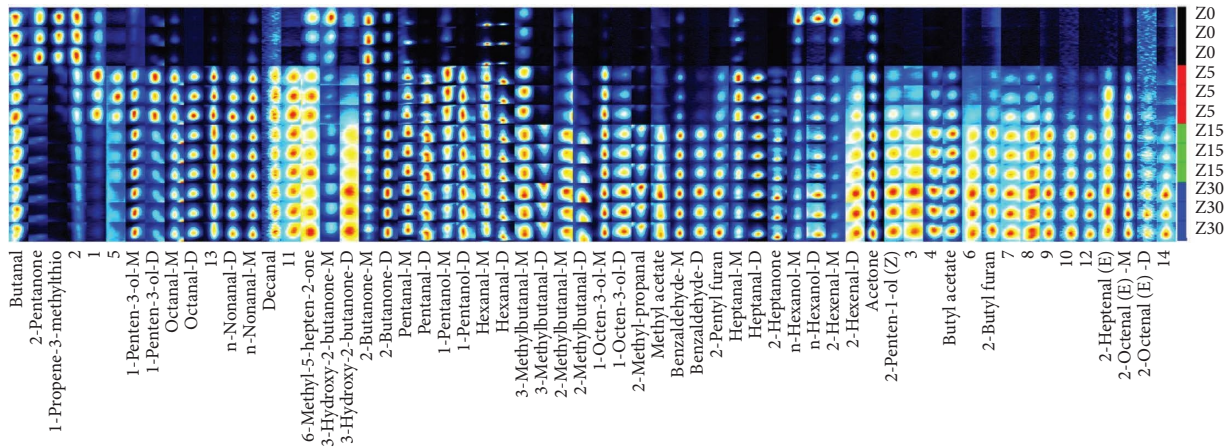 Z0
Z0
Z0
Z5
Z5
Z5
Z15
Z15
Z15
Z30
Z30
Z30
Butanal
2-Pentanone
1-Propene-3-methylthio
2
1
5
1-Penten-3-ol-M
1-Penten-3-ol-D
Octanal-M
Octanal-D
13
n-Nonanal-D
n-Nonanal-M
Decanal
11
6-Methyl-5-hepten-2-one
3-Hydroxy-2-butanone-M
3-Hydroxy-2-butanone-D
2-Butanone-M
2-Butanone-D
Pentanal-M
Pentanal-D
1-Pentanol-M
1-Pentanol-D
Hexanal-M
Hexanal-D
3-Methylbutanal-M
3-Methylbutanal-D
2-Methylbutanal-M
2-Methylbutanal-D
1-Octen-3-ol-M
1-Octen-3-ol-D
2-Methyl-propanal
Methyl acetate
Benzaldehyde-M
Benzaldehyde-D
2-Pentyl furan
Heptanal-M
Heptanal-D
2-Heptanone
n-Hexanol-M
n-Hexanol-D
2-Hexenal-M
2-Hexenal-D
Acetone
2-Penten-1-ol (Z)
3
4
Butyl acetate
6
2-Butyl furan
7
8
9
10
12
2-Heptenal (E)
2-Octenal (E) -M
2-Octenal (E) -D
14